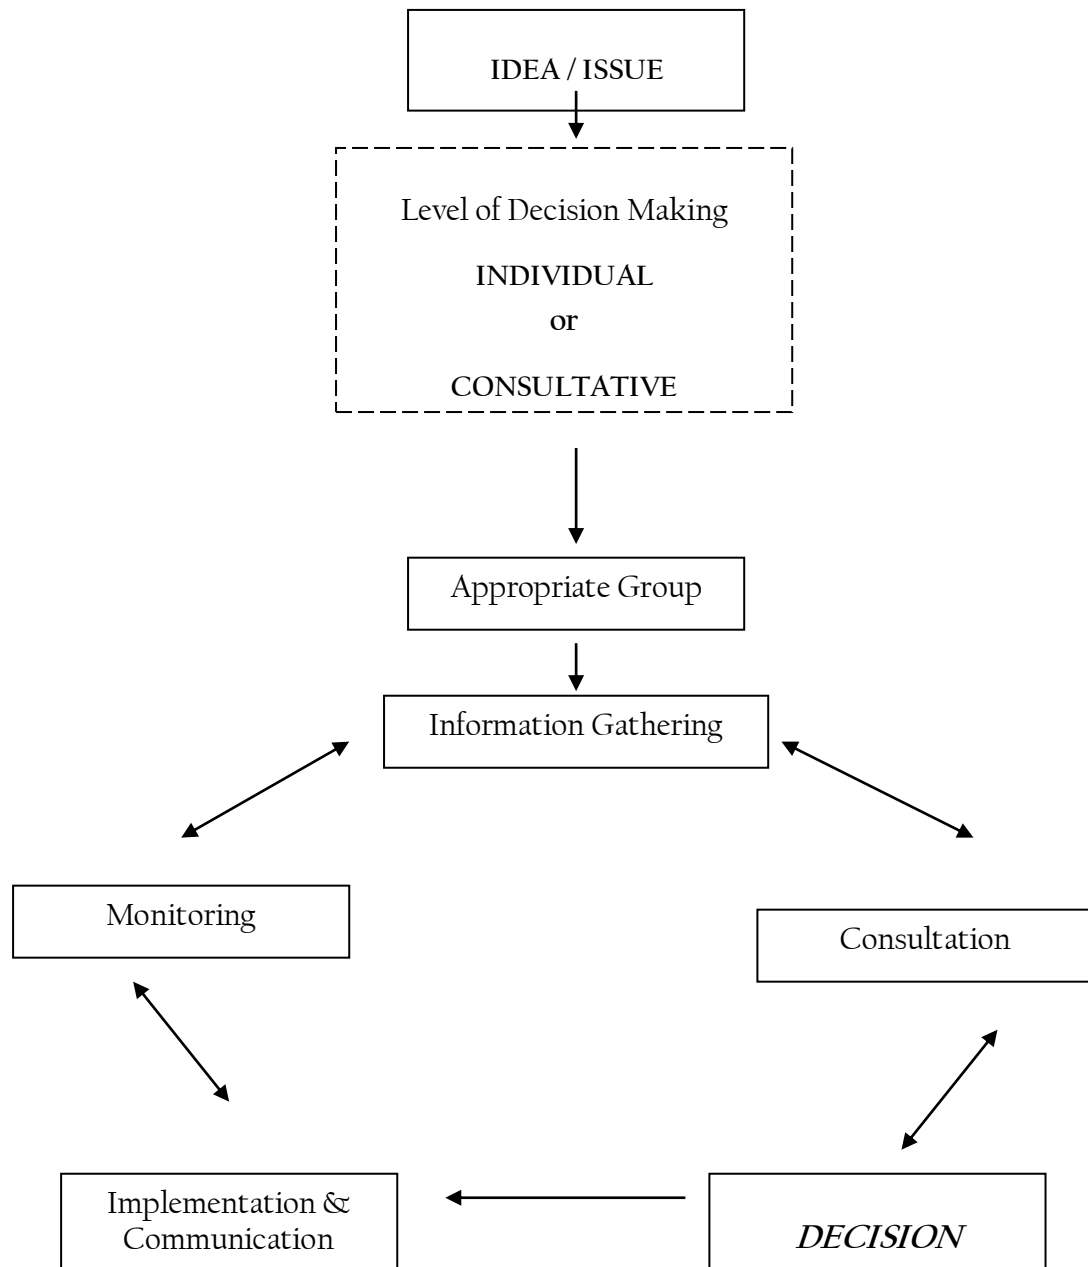 IDEA / ISSUE
Level of Decision Making
INDIVIDUAL
or
CONSULTATIVE
Appropriate Group
Information Gathering
Monitoring
Consultation
Implementation &
Communication
DECISION